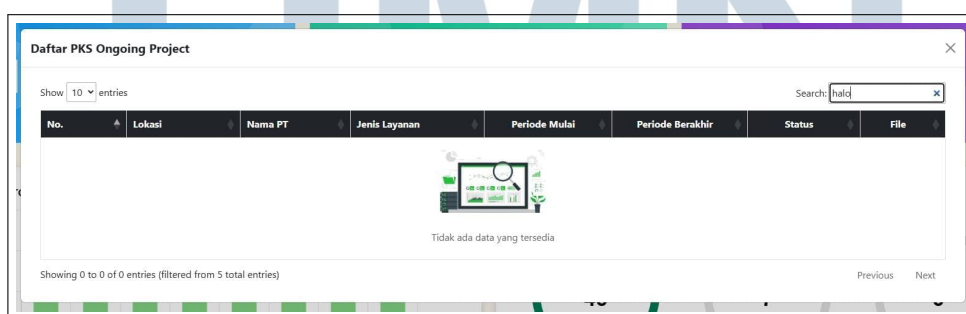 Daftar PKS Ongoing Project
Show 10 entries
Search: halo
No. Lokasi Nama PT Jenis Layanan Periode Mulai Periode Berakhir Status File
Tidak ada data yang tersedia
Showing 0 to 0 of 0 entries (filtered from 5 total entries)
Previous Next